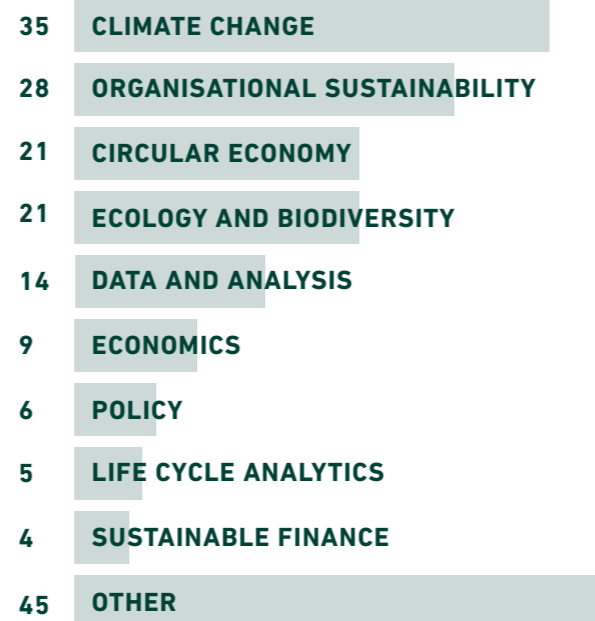 35 CLIMATE CHANGE
28 ORGANISATIONAL SUSTAINABILITY
21 CIRCULAR ECONOMY
21 ECOLOGY AND BIODIVERSITY
14 DATA AND ANALYSIS
9 ECONOMICS
6 POLICY
5 LIFE CYCLE ANALYTICS
4 SUSTAINABLE FINANCE
45 OTHER